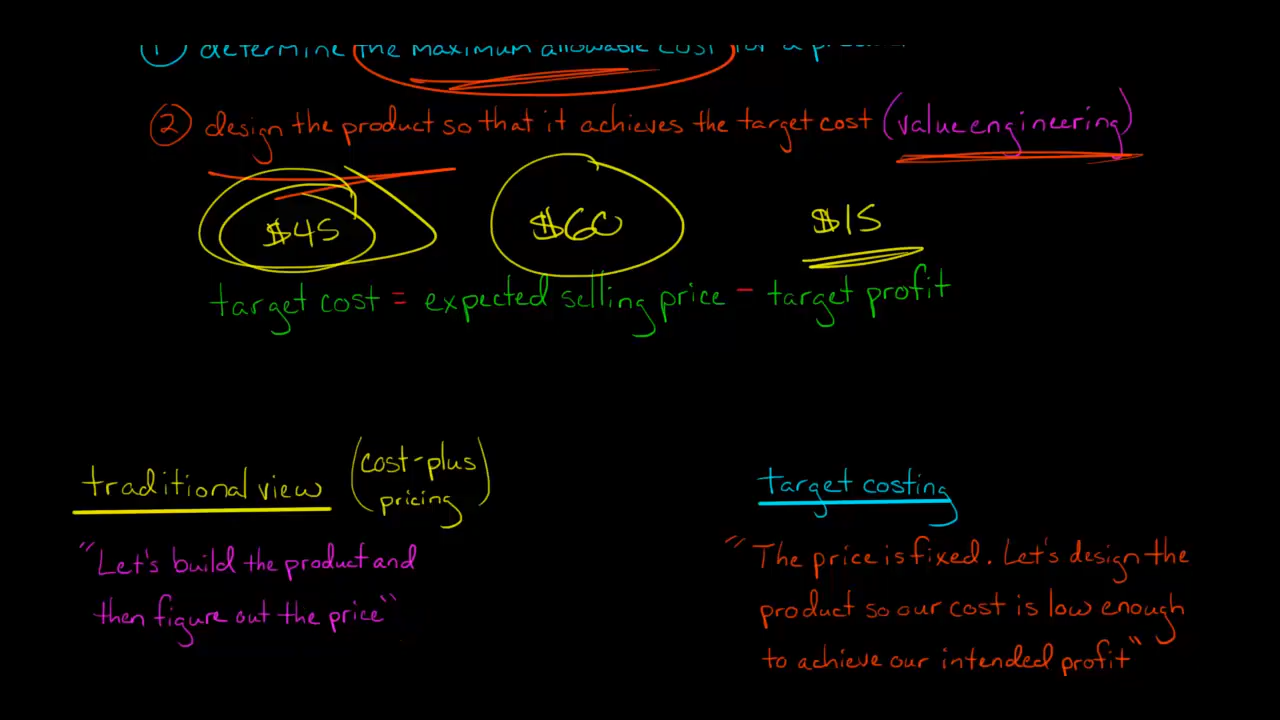 ① determine the maximum allowable cost for a
② design the product so that it achieves the target cost (value engineering)
$45 $60 $15
target cost = expected selling price - target profit
traditional view (cost-plus pricing) target costing
"Let's build the product and
then figure out the price"
"The price is fixed. Let's design the
product so our cost is low enough
to achieve our intended profit"